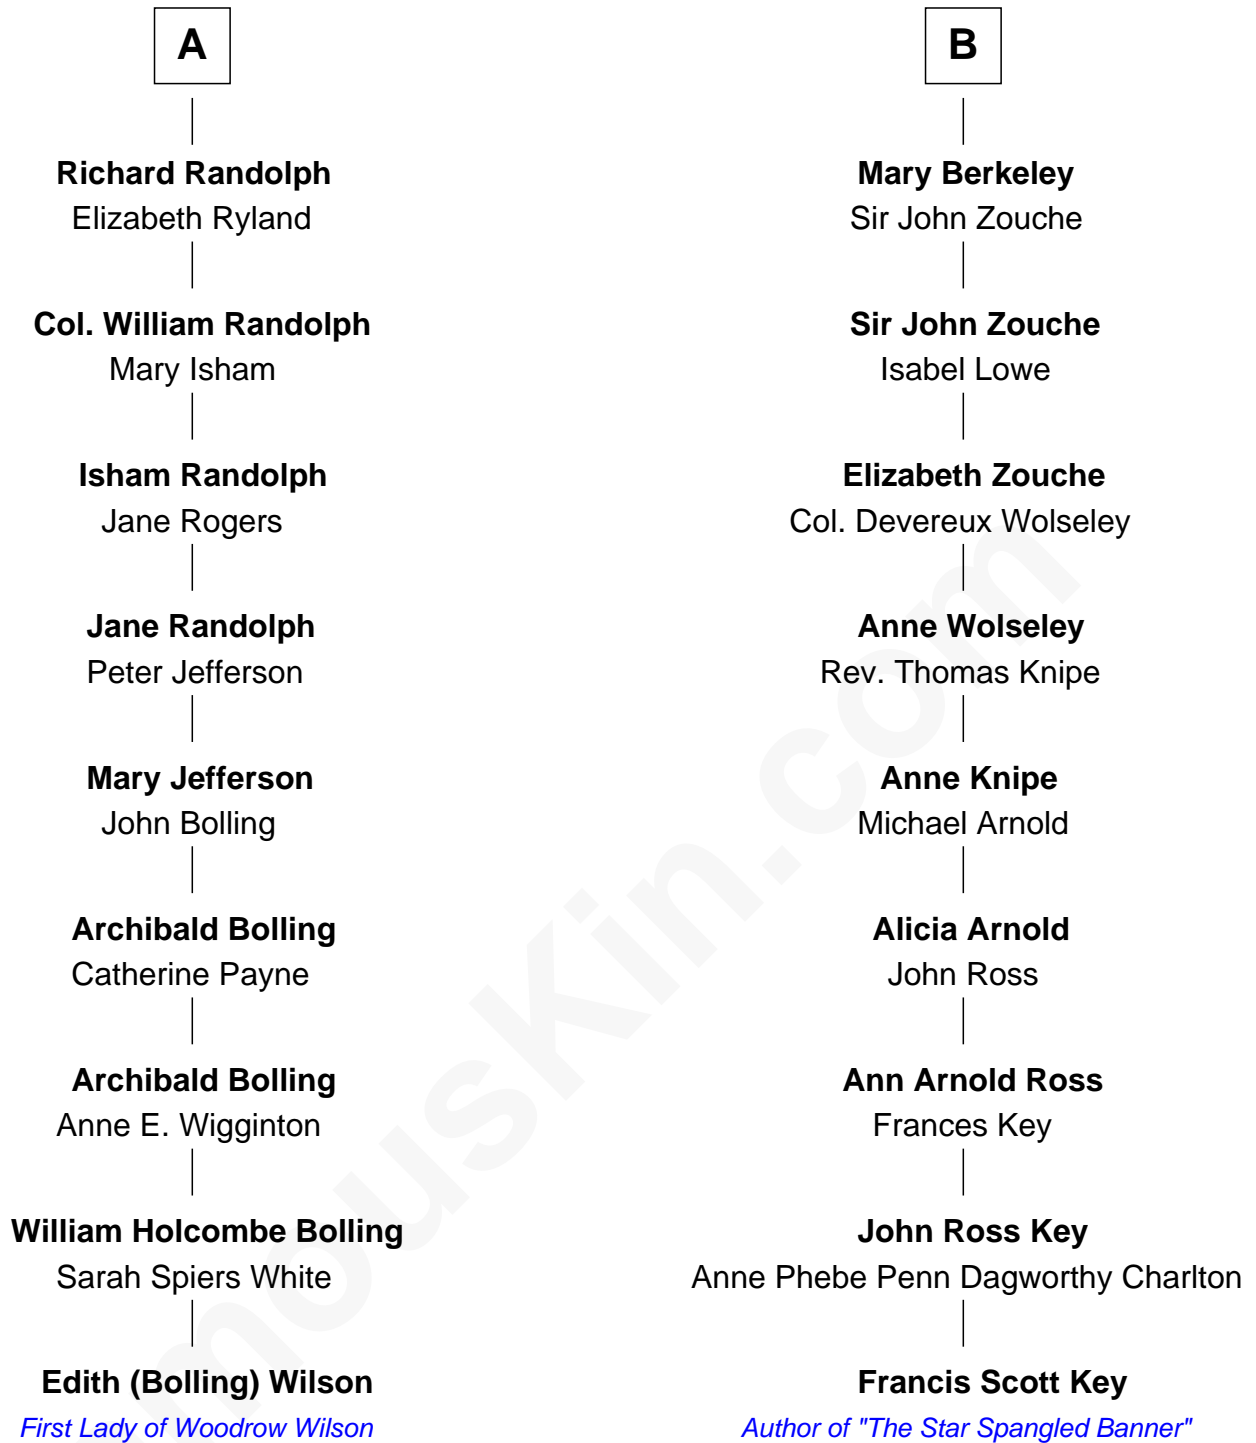 A
Richard Randolph
Elizabeth Ryland
Col. William Randolph
Mary Isham
Isham Randolph
Jane Rogers
Jane Randolph
Peter Jefferson
Mary Jefferson
John Bolling
Archibald Bolling
Catherine Payne
Archibald Bolling
Anne E. Wigginton
William Holcombe Bolling
Sarah Spiers White
Edith (Bolling) Wilson
First Lady of Woodrow Wilson
B
Mary Berkeley
Sir John Zouche
Sir John Zouche
Isabel Lowe
Elizabeth Zouche
Col. Devereux Wolseley
Anne Wolseley
Rev. Thomas Knipe
Anne Knipe
Michael Arnold
Alicia Arnold
John Ross
Ann Arnold Ross
Frances Key
John Ross Key
Anne Phebe Penn Dagworthy Charlton
Francis Scott Key
Author of "The Star Spangled Banner"
mousKin.com